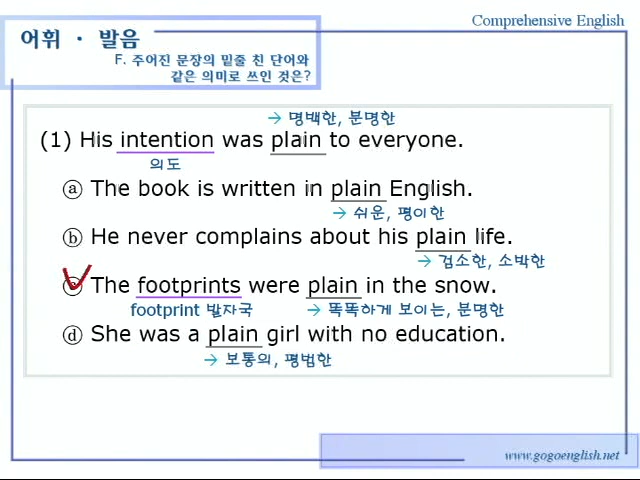 Comprehensive English
어휘 · 발음
F. 주어진 문장의 밑줄 친 단어와
같은 의미로 쓰인 것은?
→ 명백한, 분명한
(1) His intention was plain to everyone.
의도
ⓐ The book is written in plain English.
→ 쉬운, 평이한
ⓑ He never complains about his plain life.
→ 검소한, 소박한
ⓒ The footprints were plain in the snow.
footprint 발자국 → 똑똑하게 보이는, 분명한
ⓓ She was a plain girl with no education.
→ 보통의, 평범한
www.gogoenglish.net